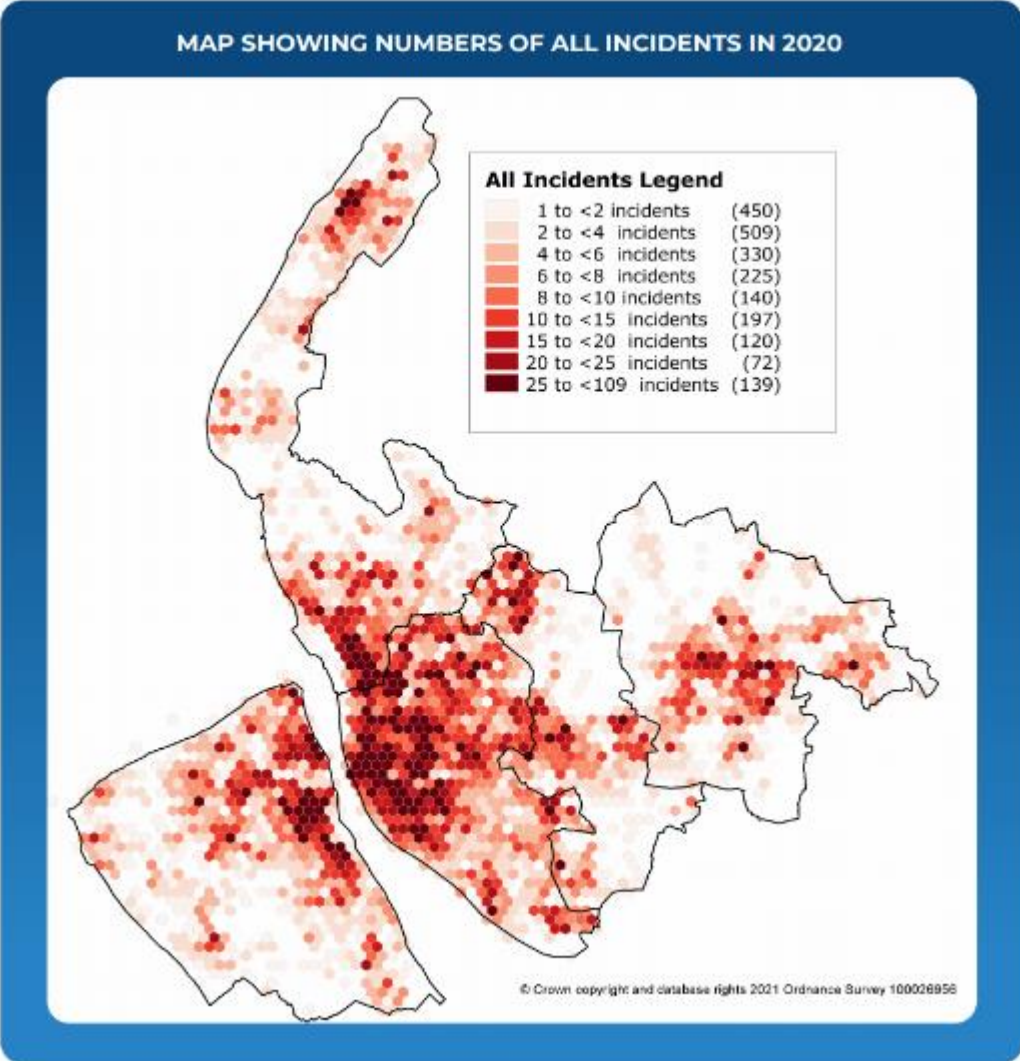 MAP SHOWING NUMBERS OF ALL INCIDENTS IN 2020
All Incidents Legend
1 to <2 incidents (450)
2 to <4 incidents (509)
4 to <6 incidents (330)
6 to <8 incidents (225)
8 to <10 incidents (140)
10 to <15 incidents (197)
15 to <20 incidents (120)
20 to <25 incidents (72)
25 to <109 incidents (139)
© Crown copyright and database rights 2021 Ordnance Survey 100026956